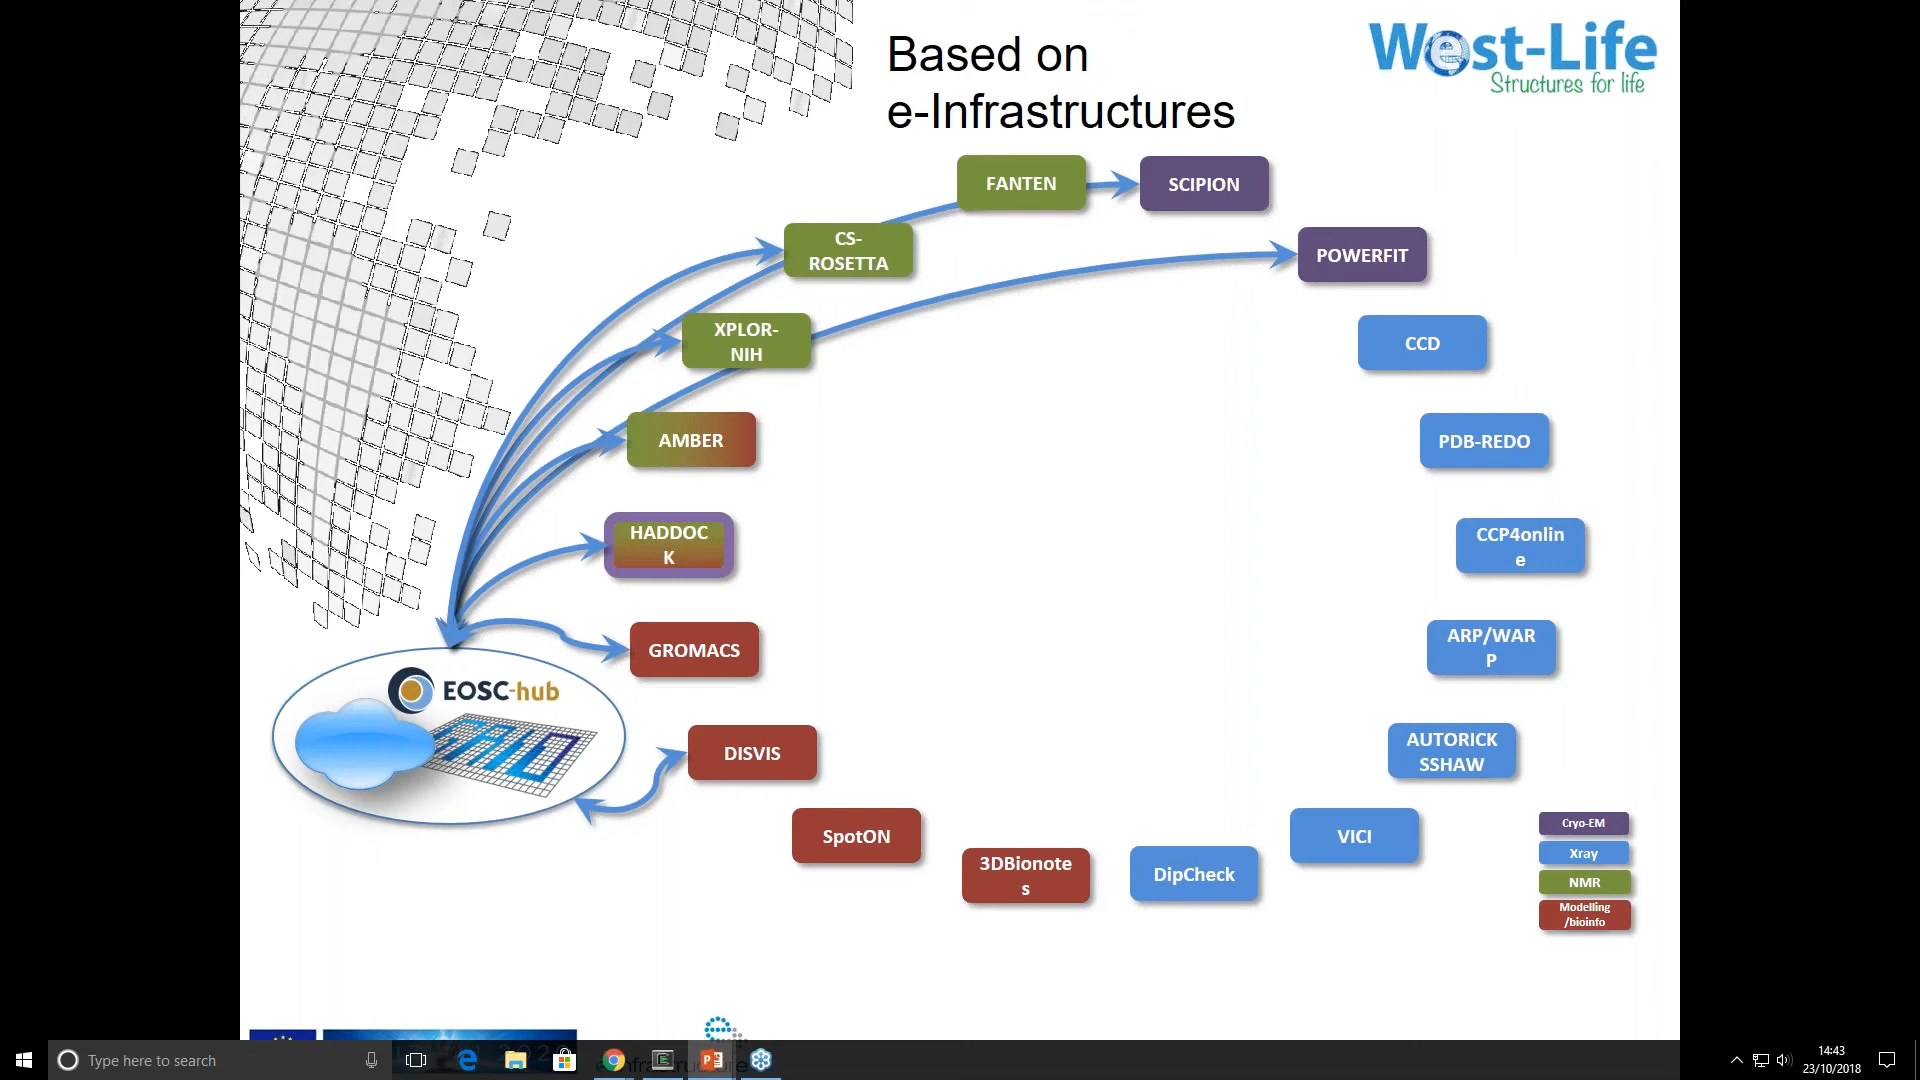 Based on
e-Infrastructures
West-Life
Structures for life
FANTEN
SCIPION
CS-
ROSETTA
POWERFIT
XPLOR-
NIH
CCD
AMBER
PDB-REDO
HADDOC
K
CCP4onlin
e
GROMACS
ARP/WAR
P
EOSC-hub
DISVIS
AUTORICK
SSHAW
SpotON
3DBionote
s
DipCheck
VICI
Cryo-EM
Xray
NMR
Modelling
/bioinfo
Type here to search
14:43
23/10/2018